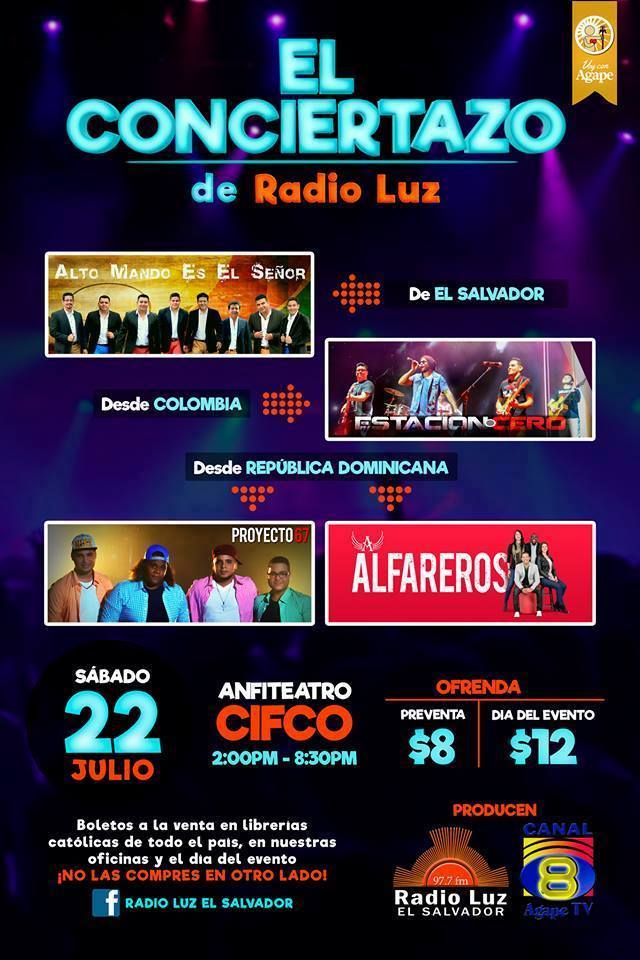 Voy con
Agape
EL
CONCIERTAZO
de Radio Luz
ALTO MANDO ES EL SEÑOR
De EL SALVADOR
Desde COLOMBIA
ESTACION CERO
Desde REPÚBLICA DOMINICANA
PROYECTO 67
ALFAREROS
SÁBADO
22
JULIO
ANFITEATRO
CIFCO
2:00PM - 8:30PM
OFRENDA
PREVENTA
$8
DIA DEL EVENTO
$12
Boletos a la venta en librerías
católicas de todo el país, en nuestras
oficinas y el día del evento
¡NO LAS COMPRES EN OTRO LADO!
f RADIO LUZ EL SALVADOR
PRODUCEN
97.7 fm
Radio Luz
EL SALVADOR
CANAL
8
Agape TV